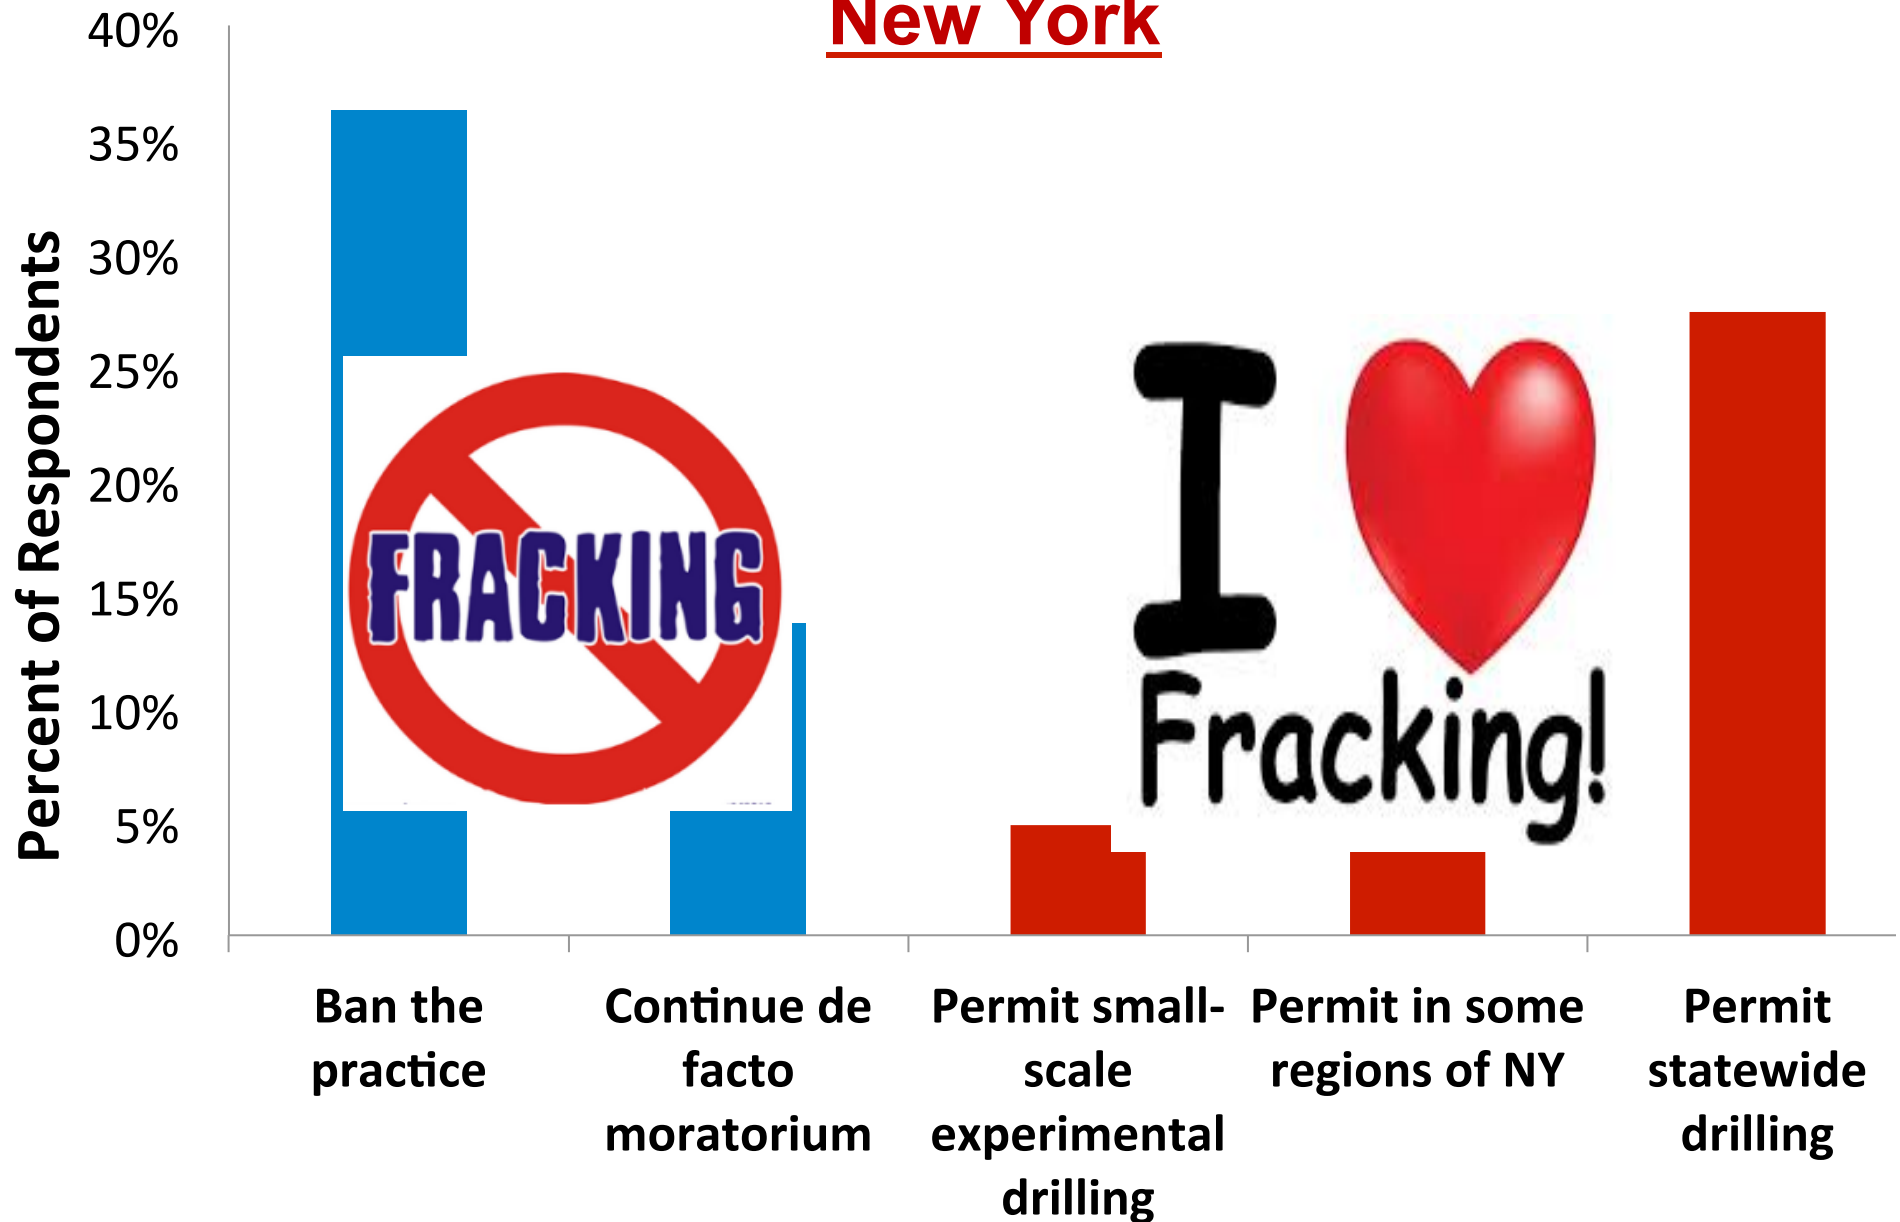 New York
40%
35%
30%
25%
20%
15%
10%
5%
0%
Percent of Respondents
FRACKING
I
Fracking!
Ban the
practice
Continue de
facto
moratorium
Permit small-
scale
experimental
drilling
Permit in some
regions of NY
Permit
statewide
drilling